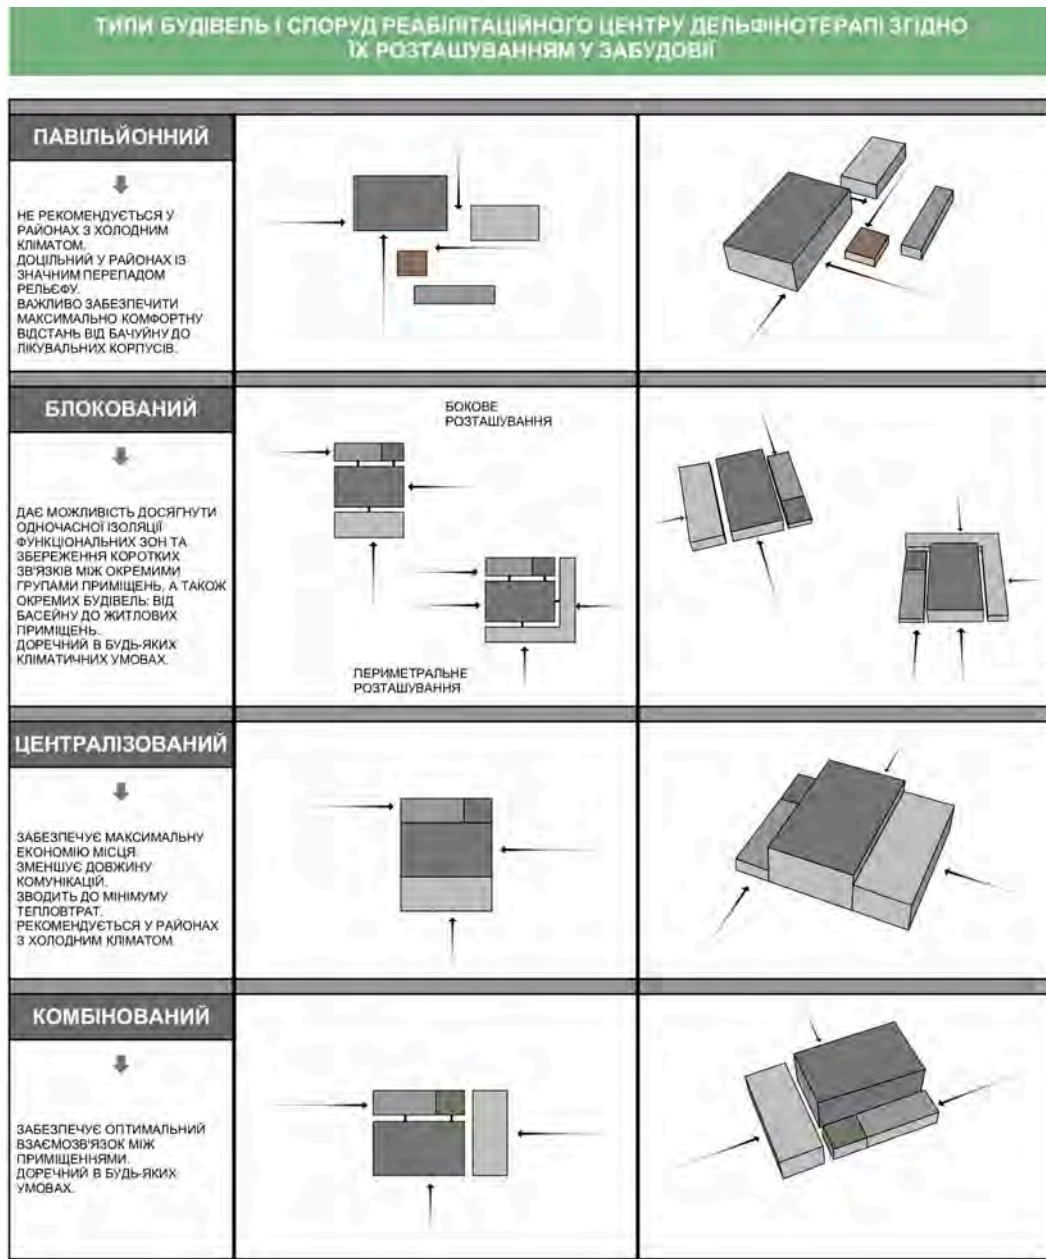 ТИПИ БУДІВЕЛЬ І СПОРУД РЕАБІЛІТАЦІЙНОГО ЦЕНТРУ ДЕЛЬФІНОТЕРАПІЇ ЗГІДНО
ЇХ РОЗТАШУВАННЯМ У ЗАБУДОВІЇ
ПАВІЛЬЙОННИЙ
НЕ РЕКОМЕНДУЄТЬСЯ У
РАЙОНАХ З ХОЛОДНИМ
КЛІМАТОМ.
ДОЦІЛЬНИЙ У РАЙОНАХ ІЗ
ЗНАЧНИМ ПЕРЕПАДОМ
РЕЛЬЄФУ.
ВАЖЛИВО ЗАБЕЗПЕЧИТИ
МАКСИМАЛЬНО КОМФОРТНУ
ВІДСТАНЬ ВІД БАЧУЙНУ ДО
ЛІКУВАЛЬНИХ КОРПУСІВ.
БЛОКОВАНИЙ
ДАЄ МОЖЛИВІСТЬ ДОСЯГНУТИ
ОДНОЧАСНОЇ ІЗОЛЯЦІЇ
ФУНКЦІОНАЛЬНИХ ЗОН ТА
ЗБЕРЕЖЕННЯ КОРОТКИХ
ЗВ'ЯЗКІВ МІЖ ОКРЕМИМИ
ГРУПАМИ ПРИМІЩЕНЬ, А ТАКОЖ
ОКРЕМИХ БУДІВЕЛЬ: ВІД
БАСЕЙНУ ДО ЖИТЛОВИХ
ПРИМІЩЕНЬ.
ДОРЕЧНИЙ В БУДЬ-ЯКИХ
КЛІМАТИЧНИХ УМОВАХ.
БОКОВЕ
РОЗТАШУВАННЯ
ПЕРИМЕТРАЛЬНЕ
РОЗТАШУВАННЯ
ЦЕНТРАЛІЗОВАНИЙ
ЗАБЕЗПЕЧУЄ МАКСИМАЛЬНУ
ЕКОНОМІЮ МІСЦЯ.
ЗМЕНШУЄ ДОВЖИНУ
КОМУНІКАЦІЙ.
ЗВОДИТЬ ДО МІНІМУМУ
ТЕПЛОВТРАТ.
РЕКОМЕНДУЄТЬСЯ У РАЙОНАХ
З ХОЛОДНИМ КЛІМАТОМ
КОМБІНОВАНИЙ
ЗАБЕЗПЕЧУЄ ОПТИМАЛЬНИЙ
ВЗАЄМОЗВ'ЯЗОК МІЖ
ПРИМІЩЕННЯМИ.
ДОРЕЧНИЙ В БУДЬ-ЯКИХ
УМОВАХ.